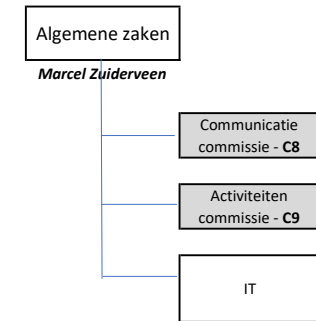 Algemene zaken
Marcel Zuiderveen
Communicatie
commissie - C8
Activiteiten
commissie - C9
IT